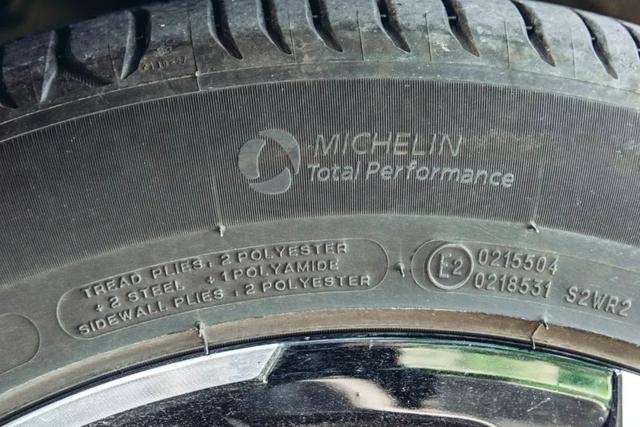 MICHELIN
Total Performance
TREAD PLIES: 2 POLYESTER
+ 2 STEEL + 1 POLYAMIDE
SIDEWALL PLIES : 2 POLYESTER
E2
0215504
0218531 S2WR2